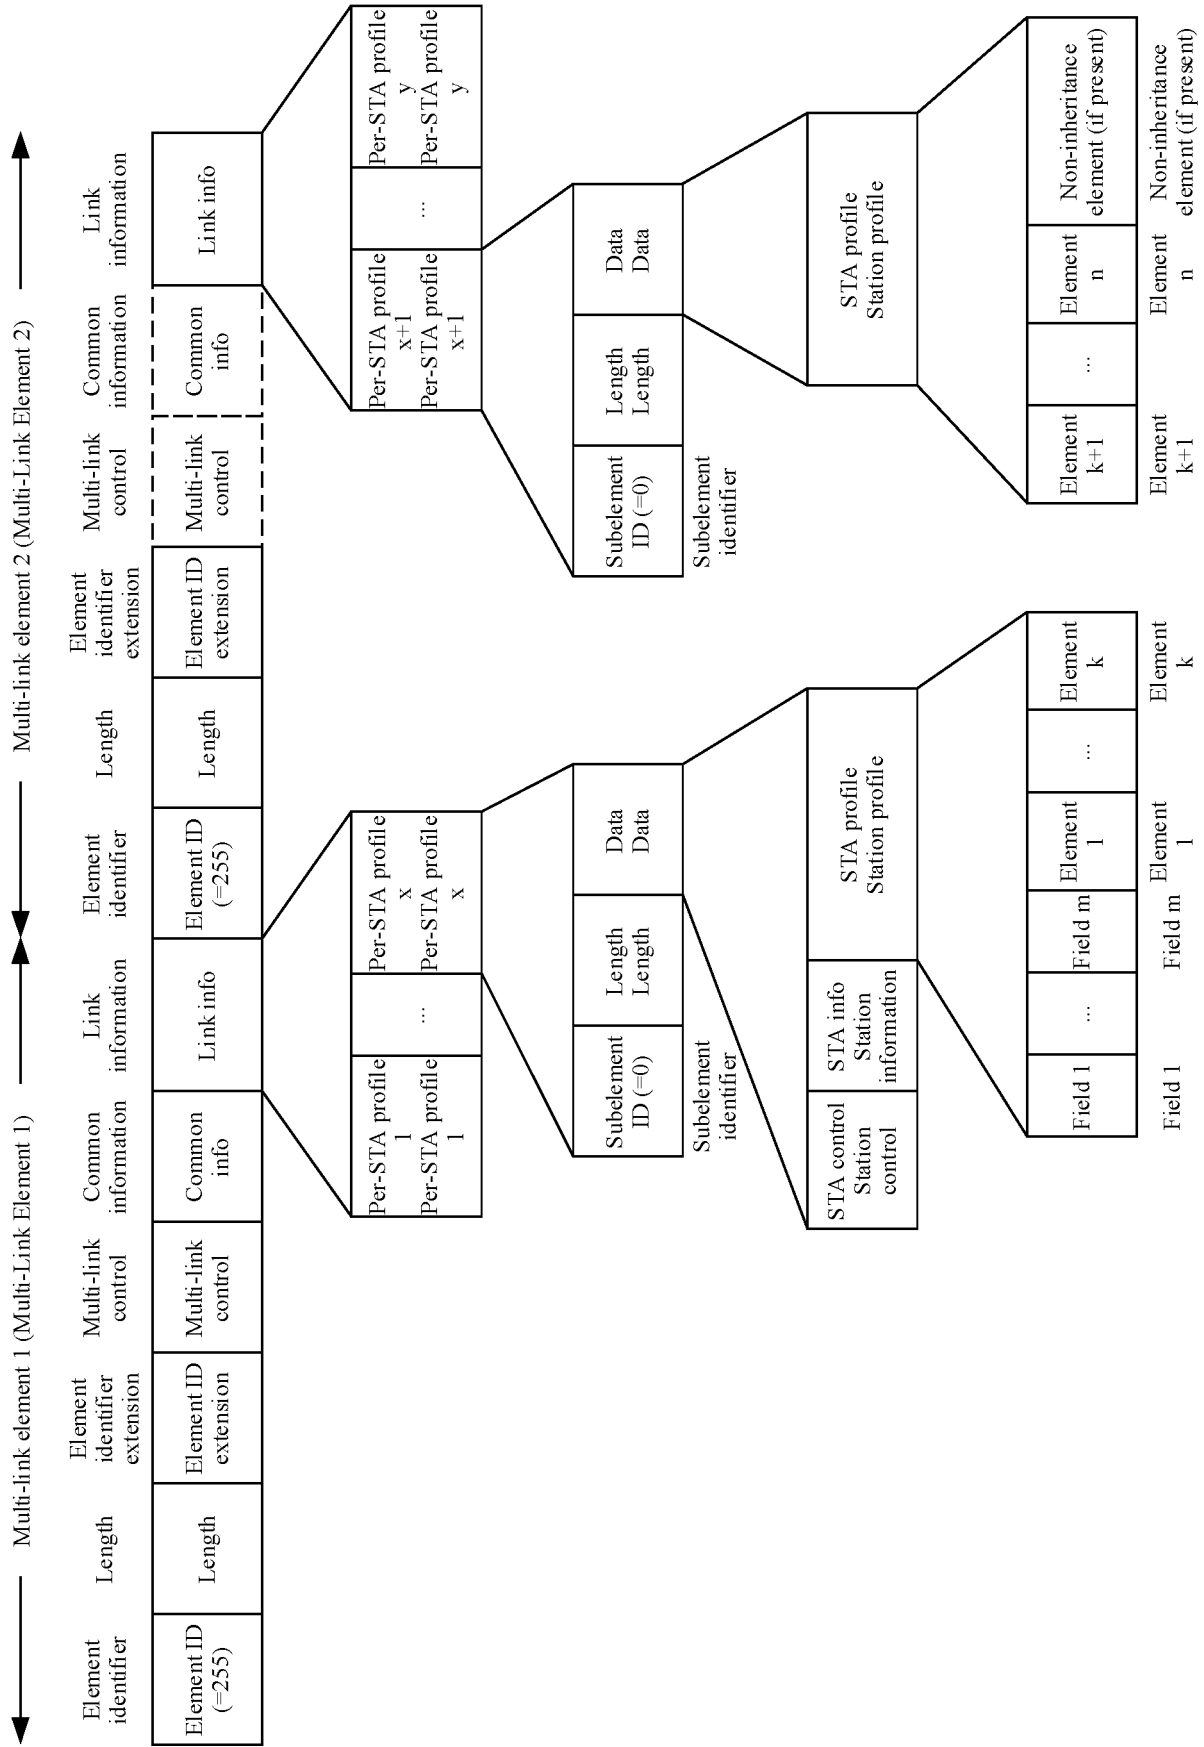 Multi-link element 1 (Multi-Link Element 1)
Multi-link element 2 (Multi-Link Element 2)
Element
identifier
Length
Element
identifier
extension
Multi-link
control
Common
information
Link
information
Element
identifier
Length
Element
identifier
extension
Multi-link
control
Common
information
Link
information
Element ID
(=255)
Length
Element ID
extension
Multi-link
control
Common
info
Link info
Element ID
(=255)
Length
Element ID
extension
Multi-link
control
Common
info
Link info
Per-STA profile
1
Per-STA profile
1
...
Per-STA profile
x
Per-STA profile
x
Per-STA profile
x+1
Per-STA profile
x+1
...
Per-STA profile
y
Per-STA profile
y
Subelement
ID (=0)
Length
Length
Data
Data
Subelement
identifier
Subelement
ID (=0)
Length
Length
Data
Data
Subelement
identifier
STA control
Station
control
STA info
Station
information
STA profile
Station profile
STA profile
Station profile
Field 1
...
Field m
Element
1
...
Element
k
Element
k+1
...
Element
n
Non-inheritance
element (if present)
Field 1
Field m
Element
1
Element
k
Element
k+1
Element
n
Non-inheritance
element (if present)